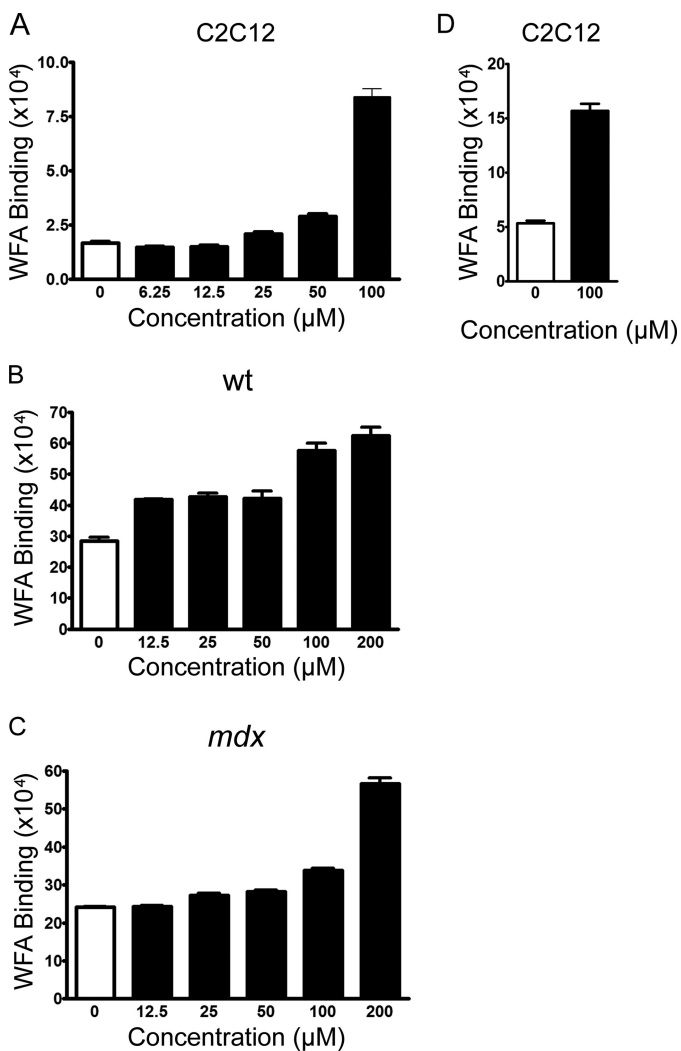 A
C2C12
WFA Binding (x10⁴)
10.0
7.5
5.0
2.5
0.0
0 6.25 12.5 25 50 100
Concentration (µM)
D
C2C12
WFA Binding (x10⁴)
20
15
10
5
0
0 100
Concentration (µM)
B
wt
WFA Binding (x10⁴)
70
60
50
40
30
20
10
0
0 12.5 25 50 100 200
Concentration (µM)
C
mdx
WFA Binding (x10⁴)
60
50
40
30
20
10
0
0 12.5 25 50 100 200
Concentration (µM)